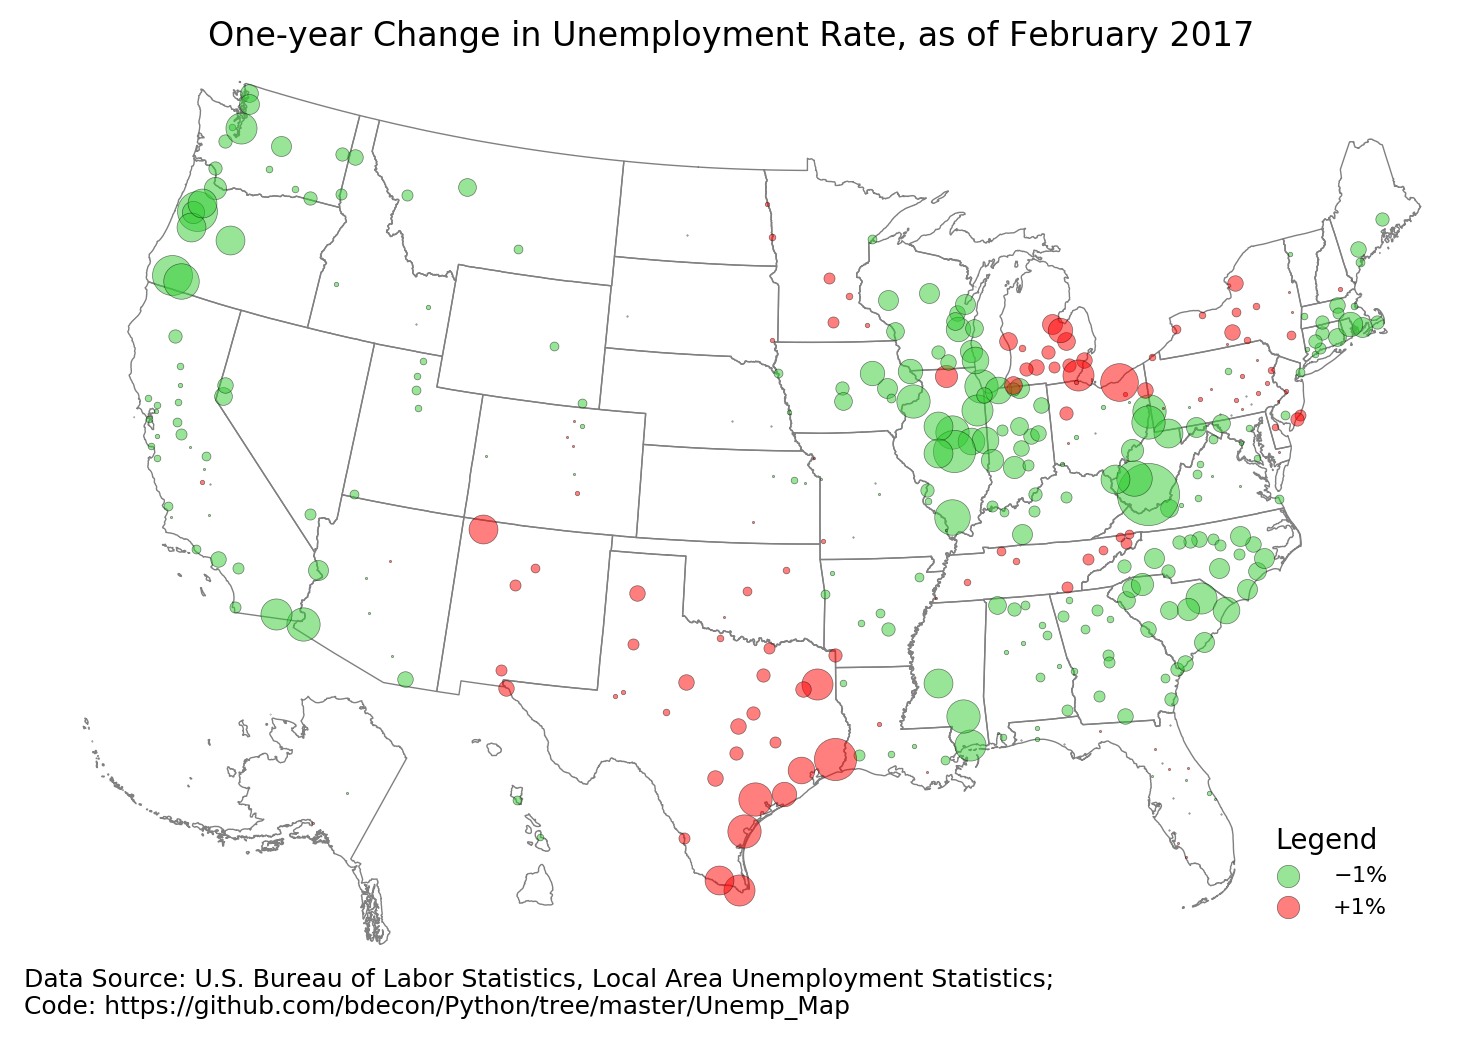 One-year Change in Unemployment Rate, as of February 2017
Legend
−1%
+1%
Data Source: U.S. Bureau of Labor Statistics, Local Area Unemployment Statistics;
Code: https://github.com/bdecon/Python/tree/master/Unemp_Map